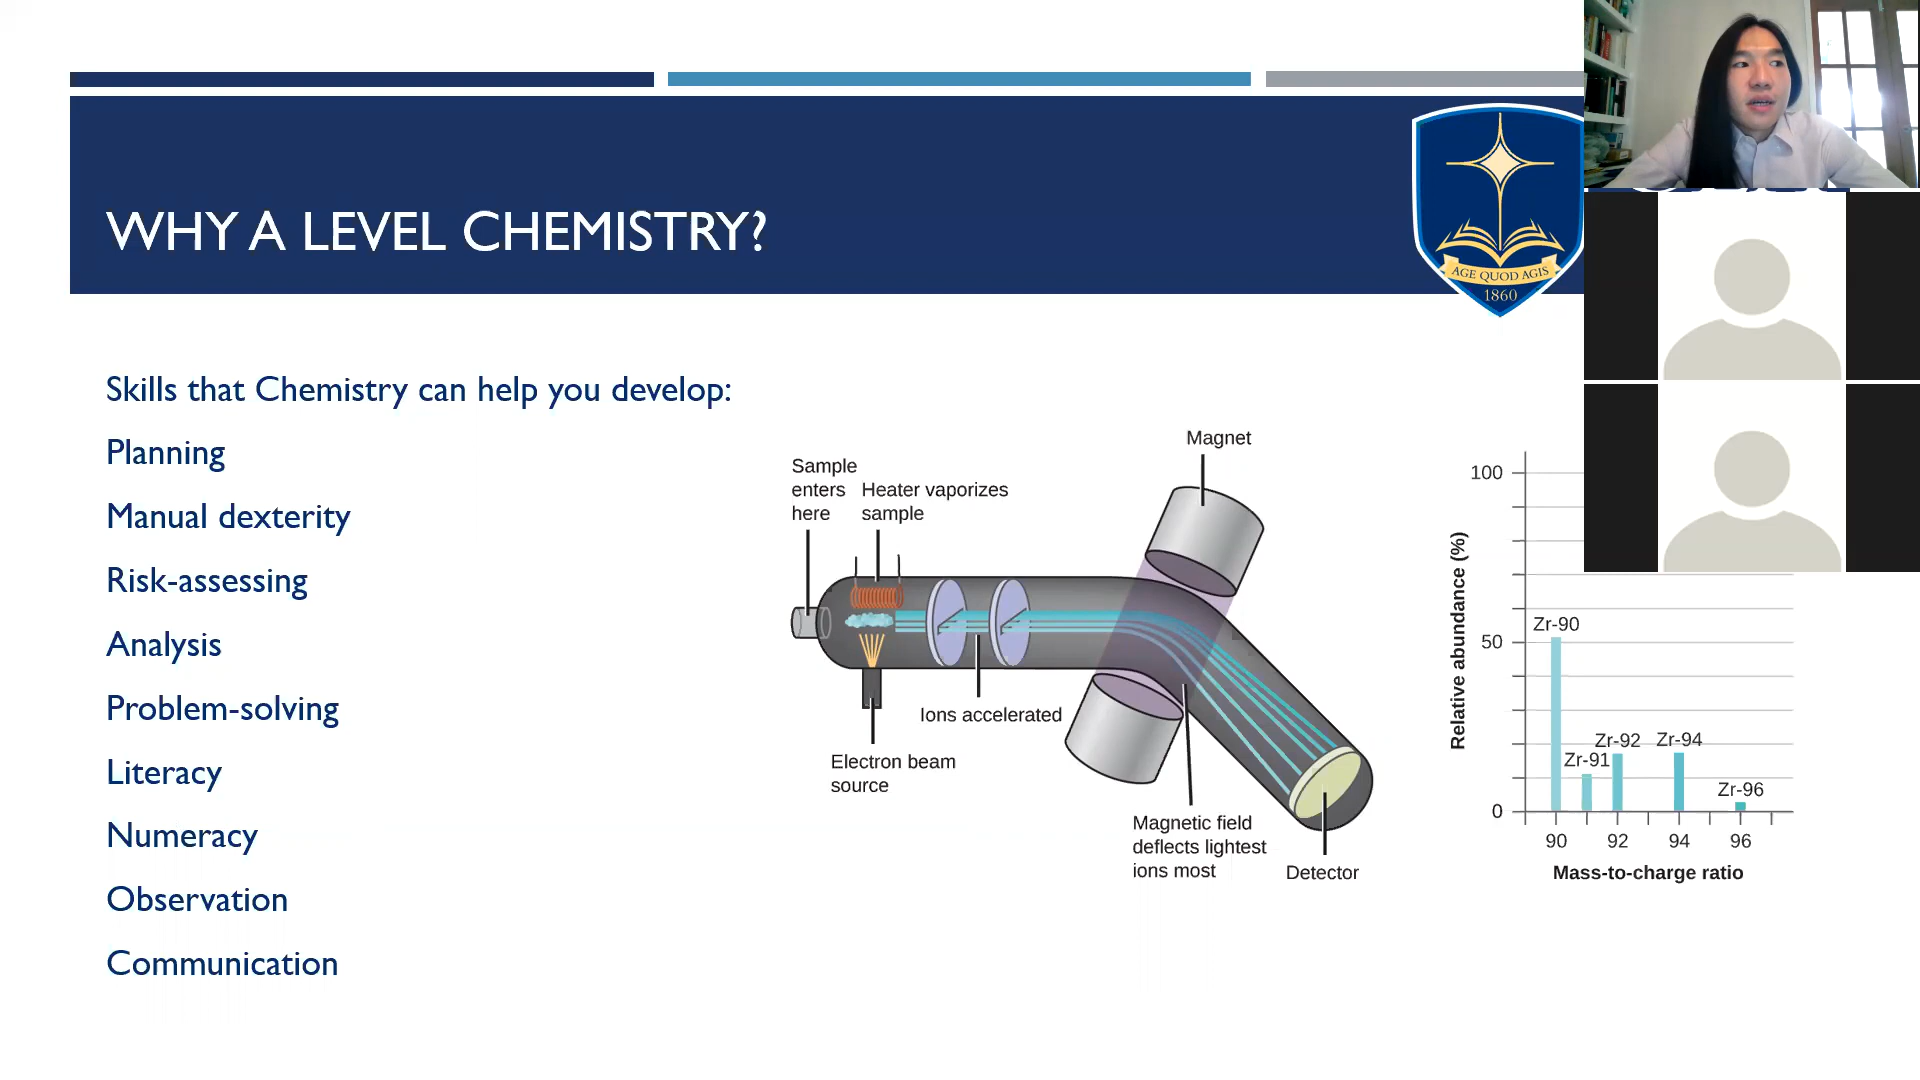 WHY A LEVEL CHEMISTRY?
AGE QUOD AGIS
1860
Skills that Chemistry can help you develop:
Planning
Manual dexterity
Risk-assessing
Analysis
Problem-solving
Literacy
Numeracy
Observation
Communication
Sample
enters
here
Heater vaporizes
sample
Magnet
Ions accelerated
Electron beam
source
Magnetic field
deflects lightest
ions most
Detector
Relative abundance (%)
100
50
0
Zr-90
Zr-91
Zr-92
Zr-94
Zr-96
90
92
94
96
Mass-to-charge ratio